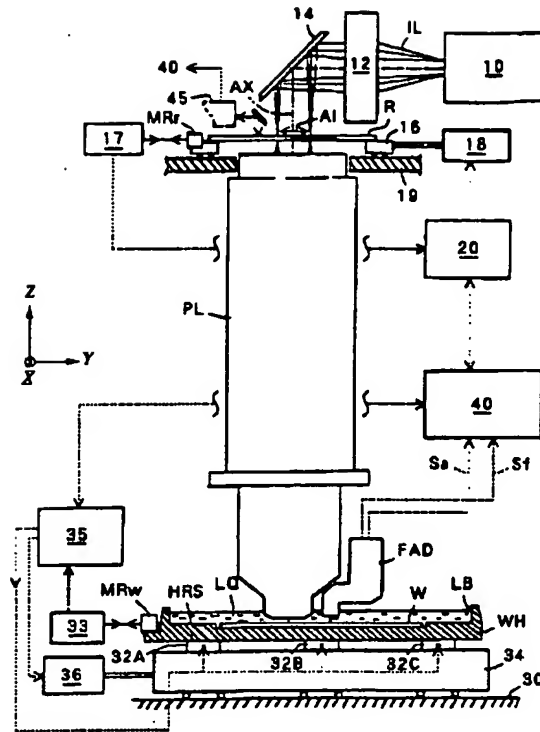 14
IL
12
10
40
45
AX
MRr
AI
R
16
17
18
19
20
Z
Y
X
PL
40
Sa
Sf
35
FAD
MRw
HRS
LQ
W
LB
33
WH
32A
32B
32C
34
36
30